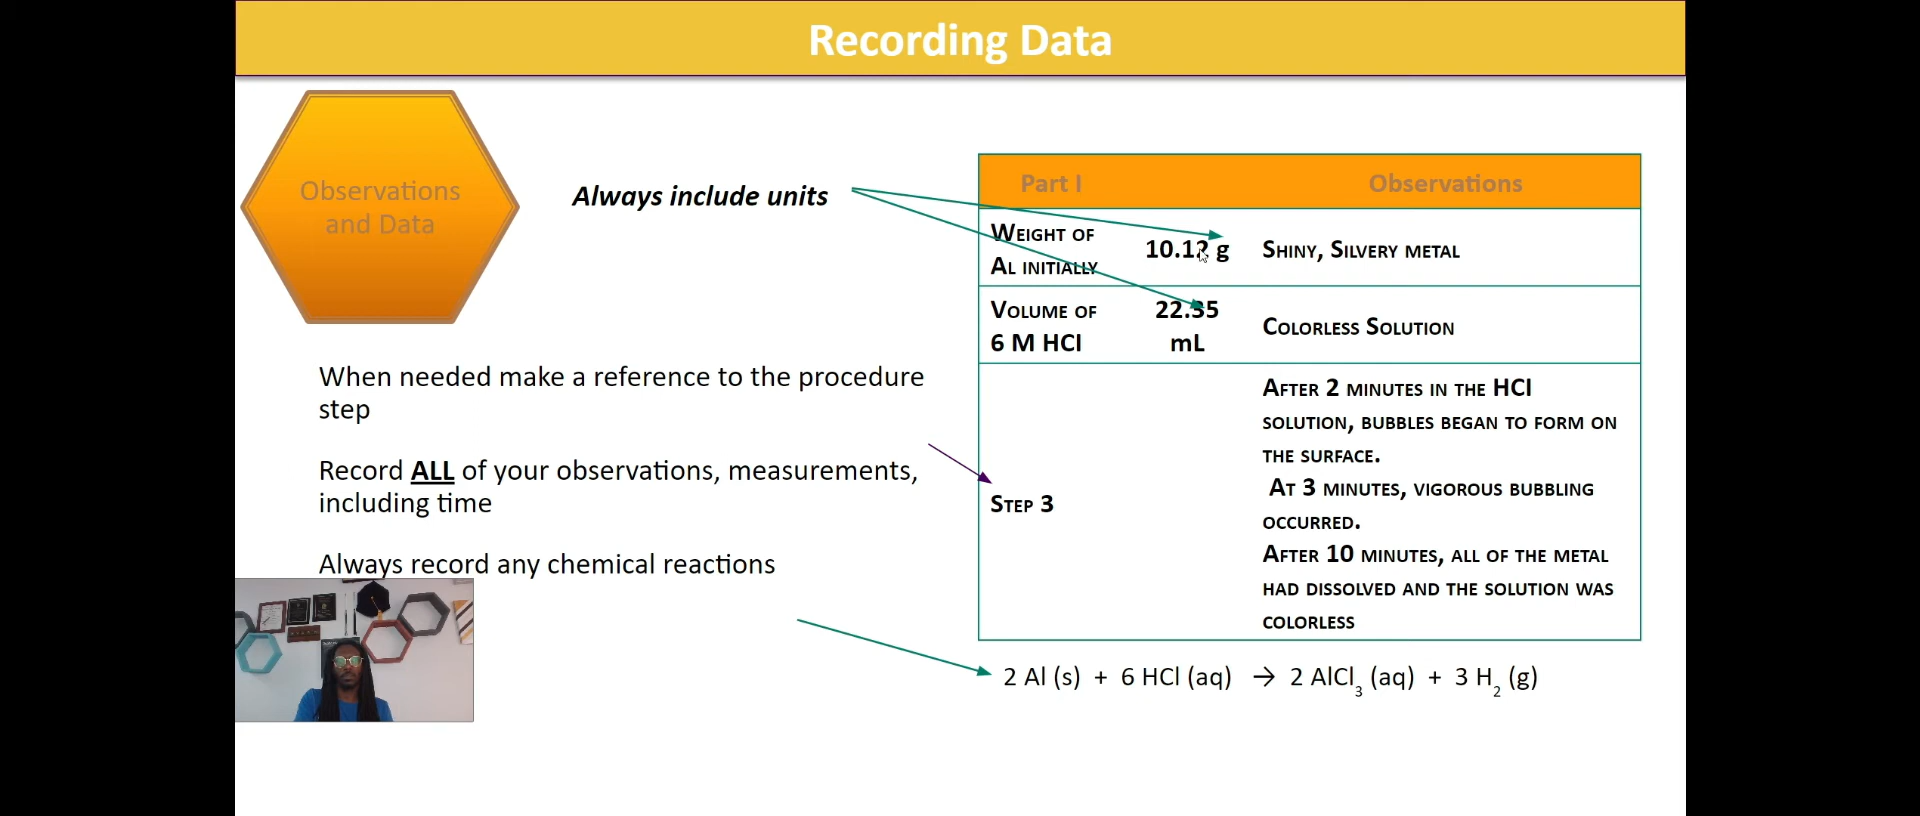 Recording Data
Observations
and Data
Always include units
When needed make a reference to the procedure
step
Record ALL of your observations, measurements,
including time
Always record any chemical reactions
Part I Observations
Weight of
Al initially
10.12 g
Shiny, Silvery metal
Volume of
6 M HCl
22.35
mL
Colorless Solution
Step 3
After 2 minutes in the HCl
solution, bubbles began to form on
the surface.
At 3 minutes, vigorous bubbling
occurred.
After 10 minutes, all of the metal
had dissolved and the solution was
colorless
2 Al (s) + 6 HCl (aq) → 2 AlCl₃ (aq) + 3 H₂ (g)